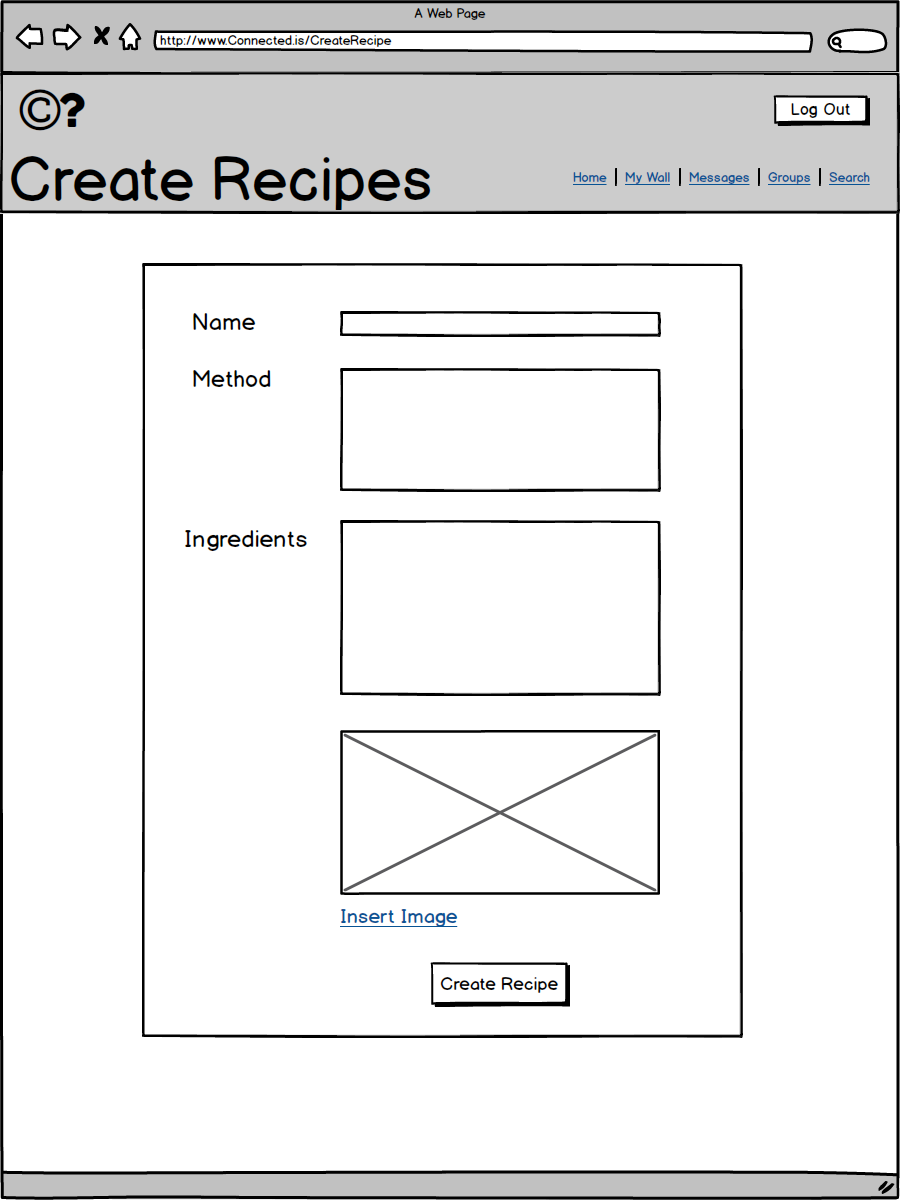 A Web Page
http://www.Connected.is/CreateRecipe
©?
Log Out
Create Recipes
Home | My Wall | Messages | Groups | Search
Name
Method
Ingredients
Insert Image
Create Recipe